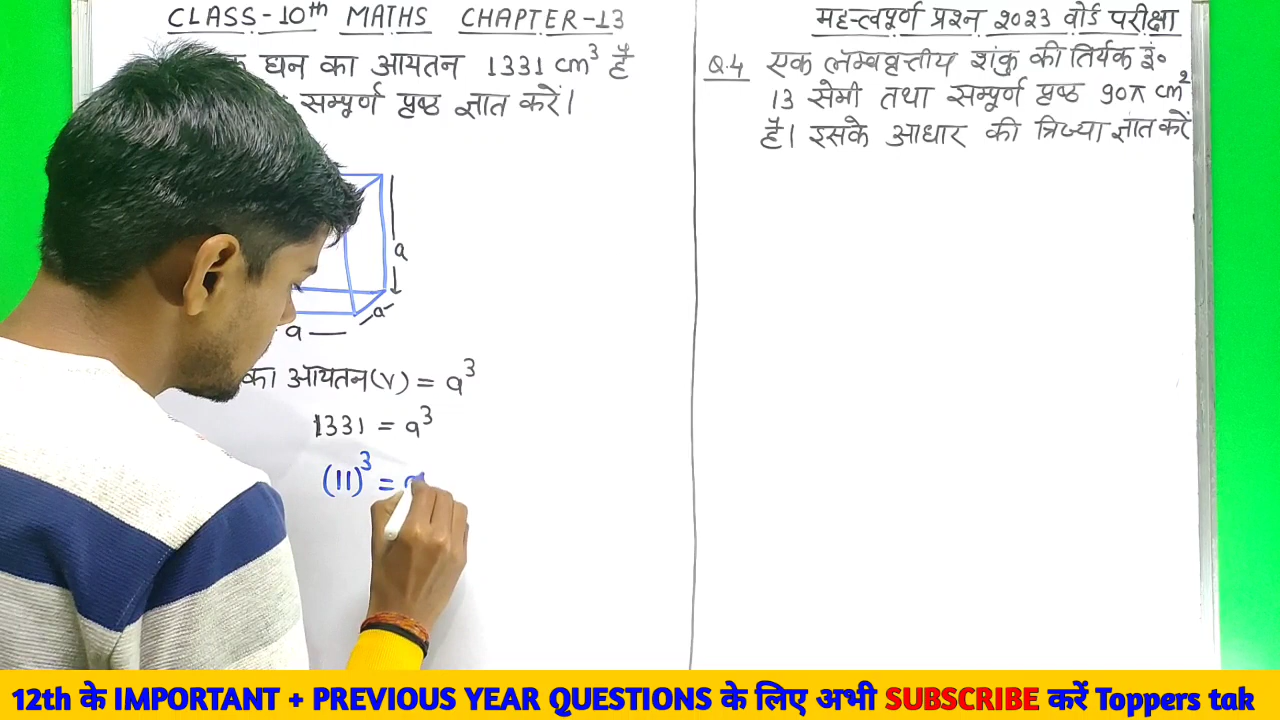 CLASS-10th MATHS CHAPTER-13
घन का आयतन 1331 cm³ है
सम्पूर्ण पृष्ठ ज्ञात करें।
a
a
a
का आयतन(V) = a³
1331 = a³
(11)³ =
महत्वपूर्ण प्रश्न 2023 बोर्ड परीक्षा
Q.4 एक लम्बवृत्तीय शंकु की तिर्यक ऊँ॰
13 सेमी तथा सम्पूर्ण पृष्ठ 90π cm²
है। इसके आधार की त्रिज्या ज्ञात करें
12th के IMPORTANT + PREVIOUS YEAR QUESTIONS के लिए अभी SUBSCRIBE करें Toppers tak